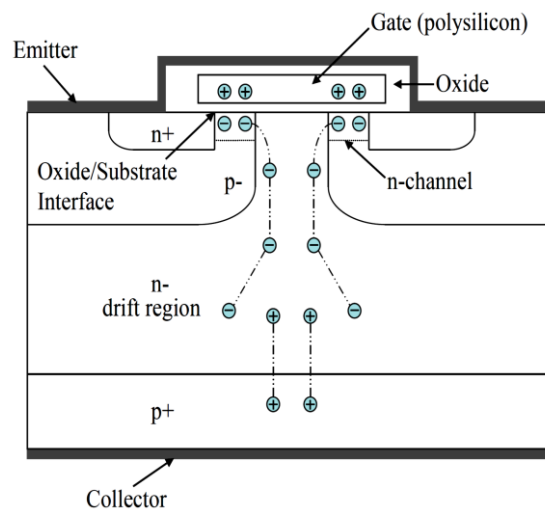 Gate (polysilicon)
Emitter
Oxide
n+
Oxide/Substrate
Interface
p-
n-channel
n-
drift region
p+
Collector